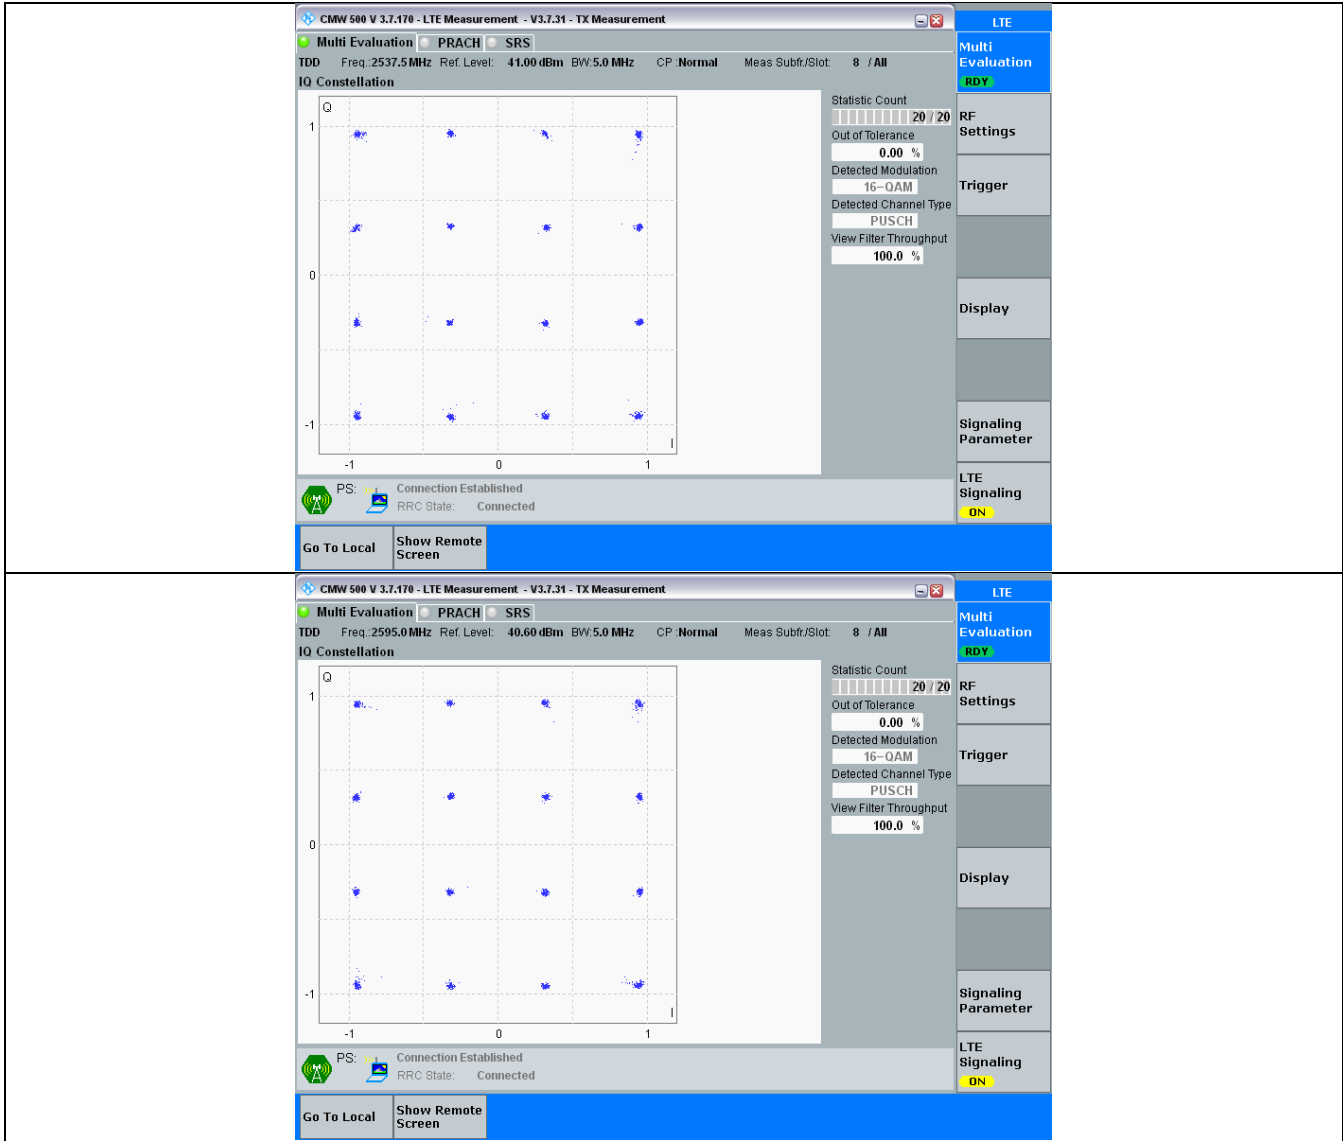 CMW 500 V 3.7.170 - LTE Measurement - V3.7.31 - TX Measurement
LTE
Multi Evaluation PRACH SRS
Multi Evaluation
RDY
TDD Freq.:2537.5 MHz Ref. Level: 41.00 dBm BW:5.0 MHz CP :Normal Meas Subfr./Slot: 8 / All
IQ Constellation
Q
1
0
-1
-1 0 1
I
Statistic Count
20 / 20
Out of Tolerance
0.00 %
Detected Modulation
16-QAM
Detected Channel Type
PUSCH
View Filter Throughput
100.0 %
RF
Settings
Trigger
Display
Signaling
Parameter
LTE
Signaling
ON
PS: Connection Established
RRC State: Connected
Go To Local
Show Remote
Screen
CMW 500 V 3.7.170 - LTE Measurement - V3.7.31 - TX Measurement
LTE
Multi Evaluation PRACH SRS
Multi Evaluation
RDY
TDD Freq.:2595.0 MHz Ref. Level: 40.60 dBm BW:5.0 MHz CP :Normal Meas Subfr./Slot: 8 / All
IQ Constellation
Q
1
0
-1
-1 0 1
I
Statistic Count
20 / 20
Out of Tolerance
0.00 %
Detected Modulation
16-QAM
Detected Channel Type
PUSCH
View Filter Throughput
100.0 %
RF
Settings
Trigger
Display
Signaling
Parameter
LTE
Signaling
ON
PS: Connection Established
RRC State: Connected
Go To Local
Show Remote
Screen